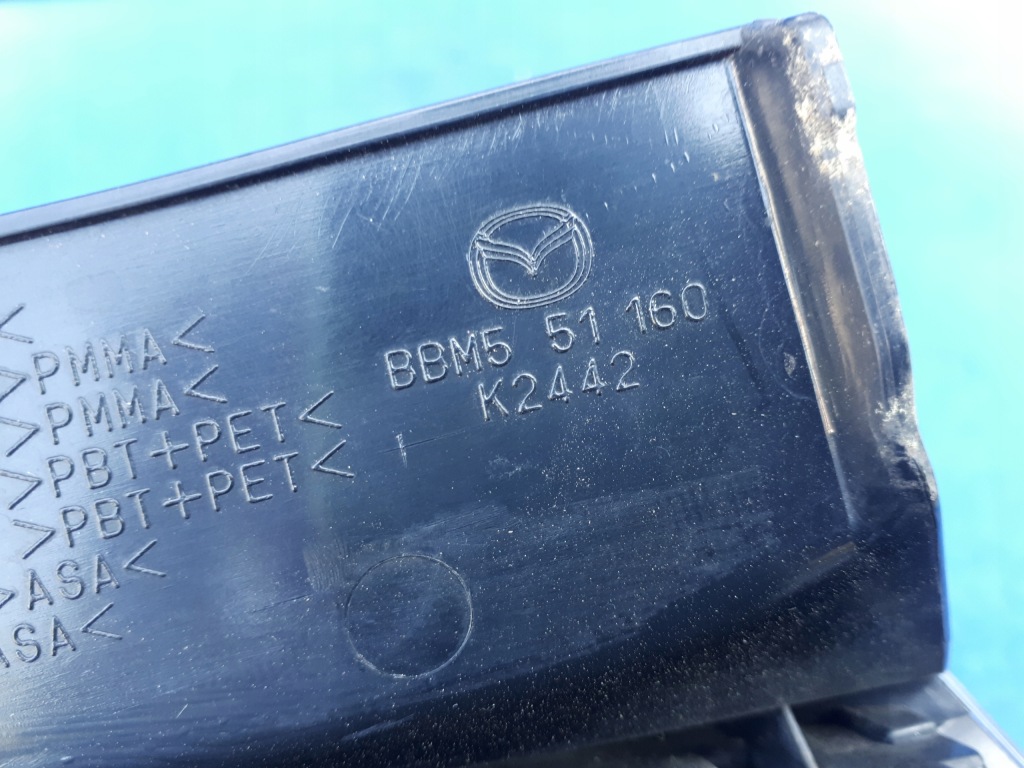 BBM5 51 160
K2442
<
>PMMA<
>PMMA<
>PBT+PET<
>PBT+PET<
>ASA<
ASA<